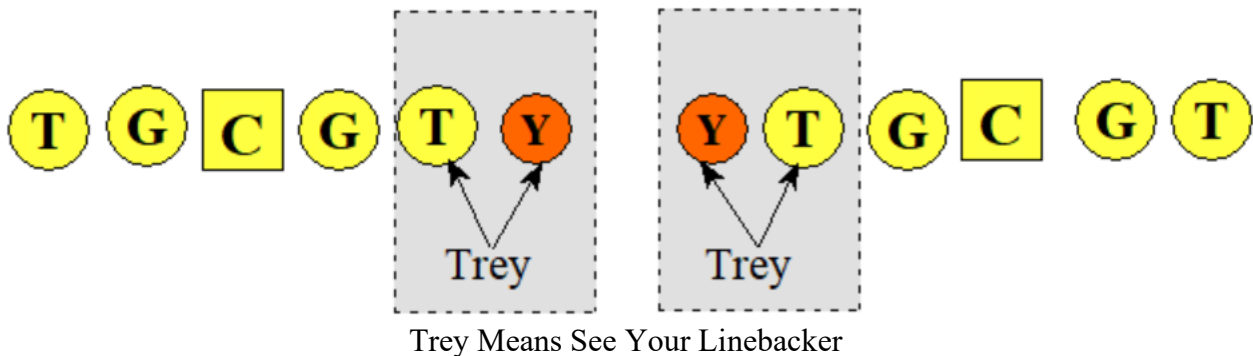 T G C G T Y Y T G C G T
Trey Trey
Trey Means See Your Linebacker